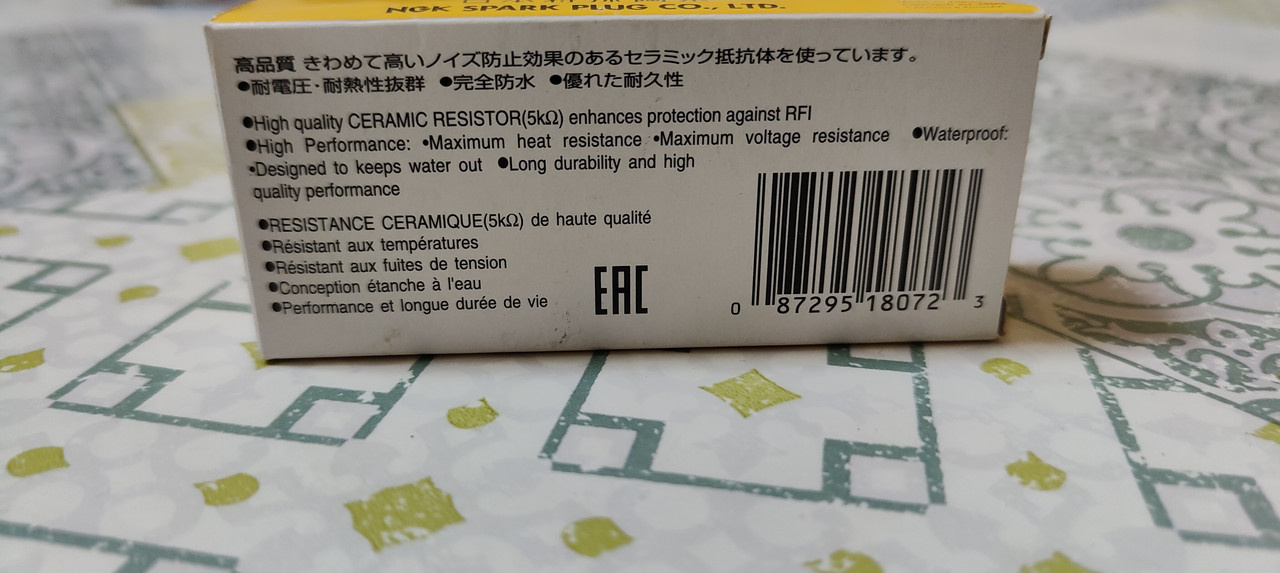 NGK SPARK PLUG CO., LTD.
高品質 きわめて高いノイズ防止効果のあるセラミック抵抗体を使っています。
●耐電圧・耐熱性抜群 ●完全防水 ●優れた耐久性
●High quality CERAMIC RESISTOR(5kΩ) enhances protection against RFI
●High Performance: •Maximum heat resistance •Maximum voltage resistance ●Waterproof:
•Designed to keeps water out ●Long durability and high
quality performance
●RESISTANCE CERAMIQUE(5kΩ) de haute qualité
●Résistant aux températures
●Résistant aux fuites de tension
●Conception étanche à l'eau
●Performance et longue durée de vie
EAC
0 87295 18072 3